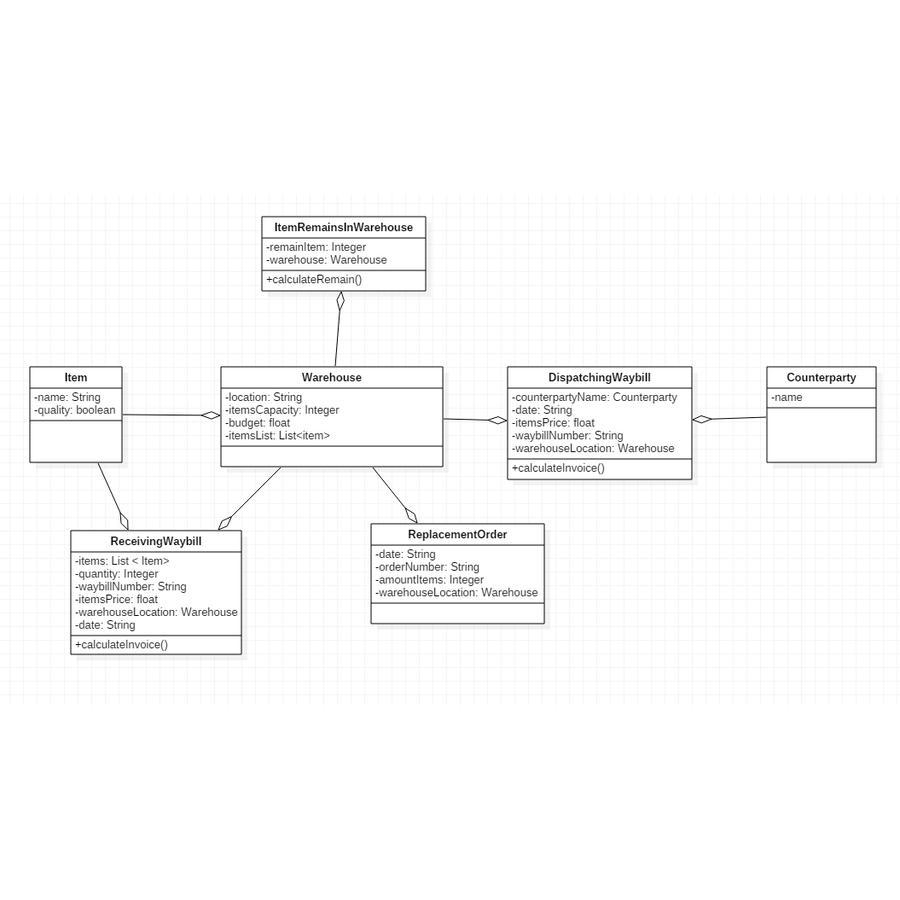 ItemRemainsInWarehouse
-remainItem: Integer
-warehouse: Warehouse
+calculateRemain()
Item
-name: String
-quality: boolean
Warehouse
-location: String
-itemsCapacity: Integer
-budget: float
-itemsList: List<item>
DispatchingWaybill
-counterpartyName: Counterparty
-date: String
-itemsPrice: float
-waybillNumber: String
-warehouseLocation: Warehouse
+calculateInvoice()
Counterparty
-name
ReceivingWaybill
-items: List < Item>
-quantity: Integer
-waybillNumber: String
-itemsPrice: float
-warehouseLocation: Warehouse
-date: String
+calculateInvoice()
ReplacementOrder
-date: String
-orderNumber: String
-amountItems: Integer
-warehouseLocation: Warehouse